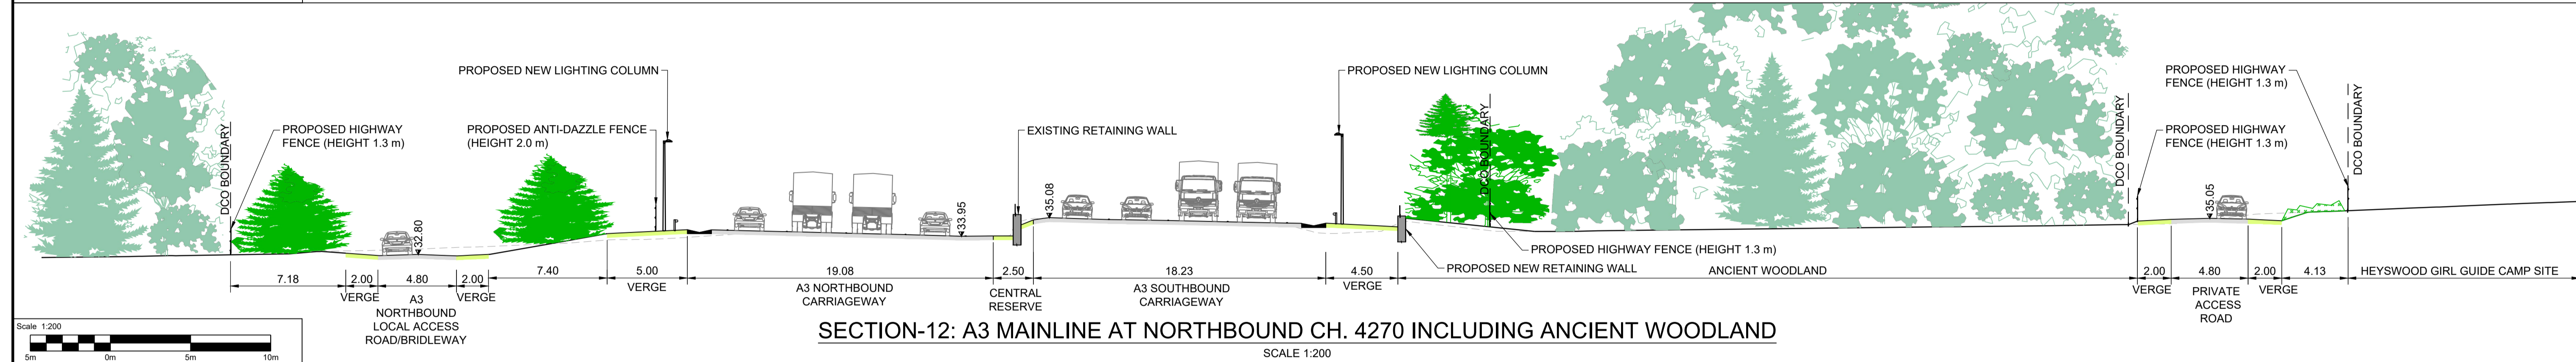 DCO BOUNDARY
PROPOSED HIGHWAY
FENCE (HEIGHT 1.3 m)
PROPOSED ANTI-DAZZLE FENCE
(HEIGHT 2.0 m)
PROPOSED NEW LIGHTING COLUMN
EXISTING RETAINING WALL
PROPOSED NEW LIGHTING COLUMN
DCO BOUNDARY
DCO BOUNDARY
PROPOSED HIGHWAY
FENCE (HEIGHT 1.3 m)
PROPOSED HIGHWAY
FENCE (HEIGHT 1.3 m)
DCO BOUNDARY
32.80
33.95
35.08
35.05
PROPOSED HIGHWAY FENCE (HEIGHT 1.3 m)
PROPOSED NEW RETAINING WALL
7.18
2.00
VERGE
4.80
A3
NORTHBOUND
LOCAL ACCESS
ROAD/BRIDLEWAY
2.00
VERGE
7.40
5.00
VERGE
19.08
A3 NORTHBOUND
CARRIAGEWAY
2.50
CENTRAL
RESERVE
18.23
A3 SOUTHBOUND
CARRIAGEWAY
4.50
VERGE
ANCIENT WOODLAND
2.00
VERGE
4.80
PRIVATE
ACCESS
ROAD
2.00
VERGE
4.13
HEYSWOOD GIRL GUIDE CAMP SITE
Scale 1:200
5m 0m 5m 10m
SECTION-12: A3 MAINLINE AT NORTHBOUND CH. 4270 INCLUDING ANCIENT WOODLAND
SCALE 1:200